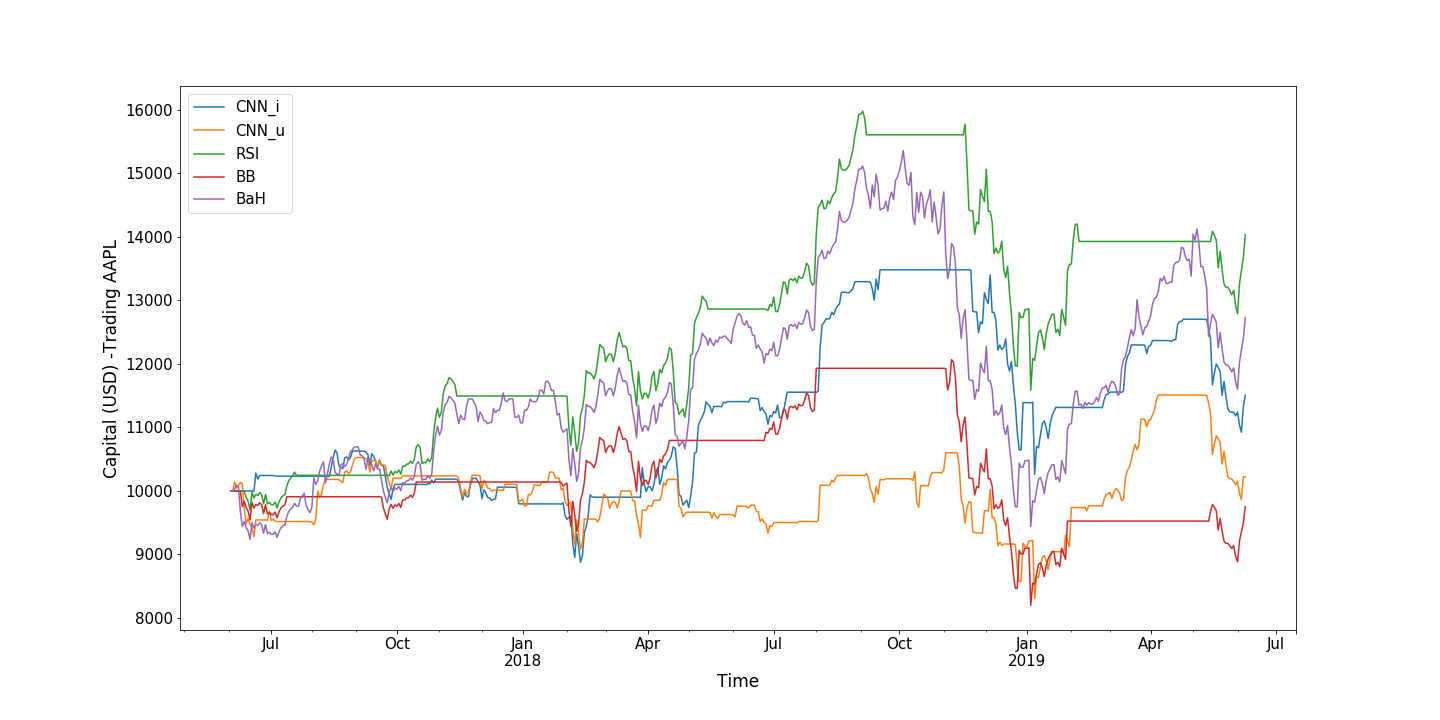 CNN_i
CNN_u
RSI
BB
BaH
16000
15000
14000
13000
12000
11000
10000
9000
8000
Capital (USD) -Trading AAPL
Jul Oct Jan Apr Jul Oct Jan Apr Jul
2018 2019
Time